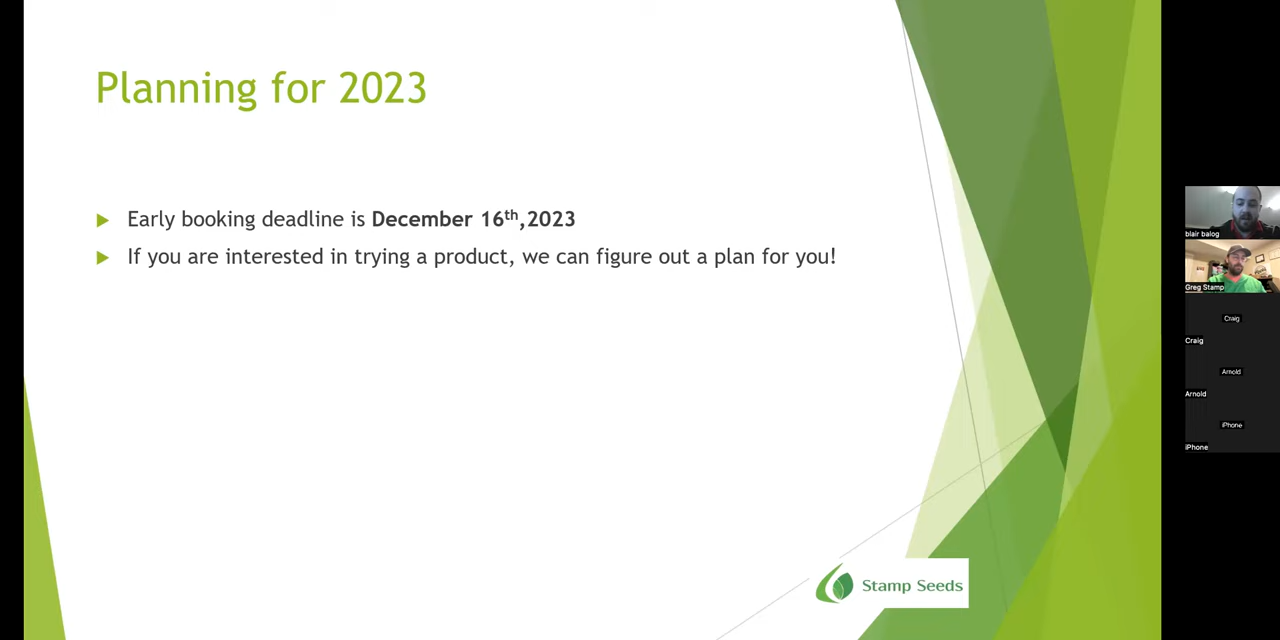 Planning for 2023
Early booking deadline is December 16th,2023
If you are interested in trying a product, we can figure out a plan for you!
Stamp Seeds
blair balog
Greg Stamp
Craig
Craig
Arnold
Arnold
iPhone
iPhone